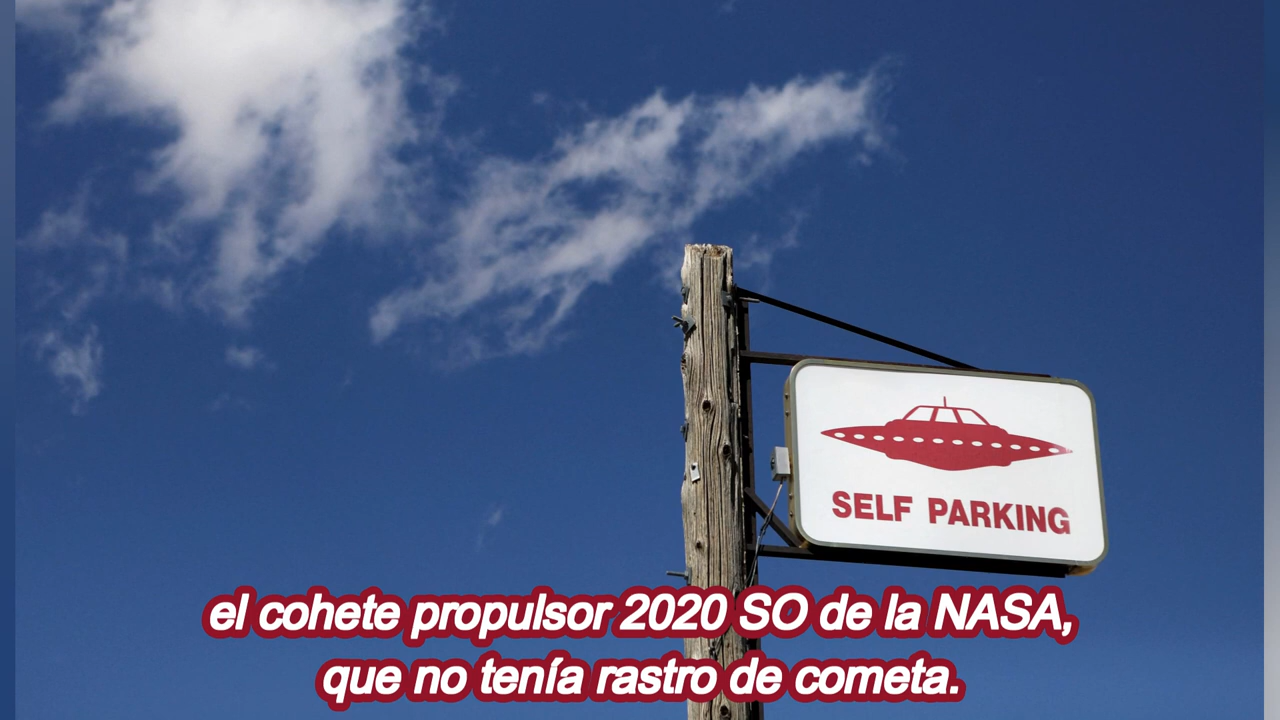 SELF PARKING
el cohete propulsor 2020 SO de la NASA,
que no tenía rastro de cometa.